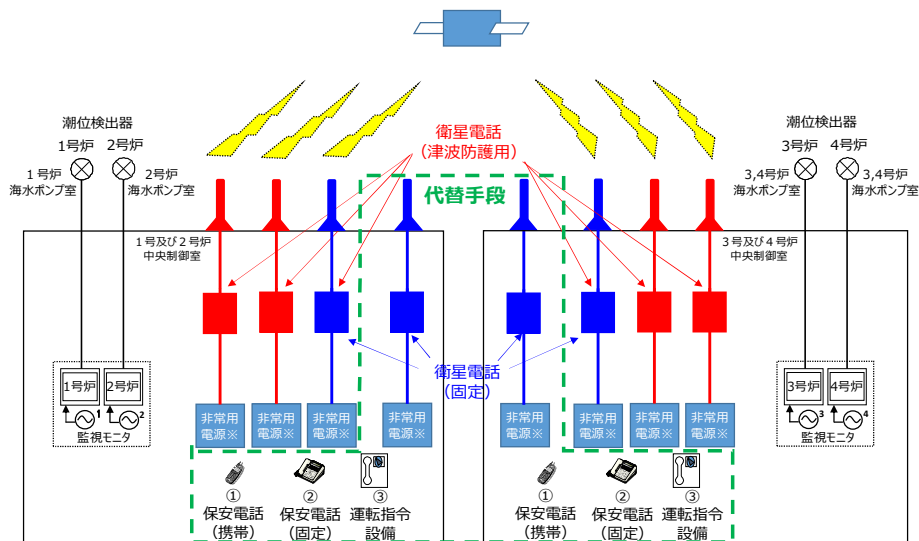 潮位検出器
1号炉 2号炉
1号炉
海水ポンプ室
2号炉
海水ポンプ室
衛星電話
(津波防護用)
潮位検出器
3号炉 4号炉
3,4号炉
海水ポンプ室
3,4号炉
海水ポンプ室
代替手段
1号及び2号炉
中央制御室
3号及び4号炉
中央制御室
衛星電話
(固定)
1号炉 2号炉
1 2
監視モニタ
3号炉 4号炉
3 4
監視モニタ
非常用
電源※
非常用
電源※
非常用
電源※
非常用
電源※
非常用
電源※
非常用
電源※
非常用
電源※
非常用
電源※
①
保安電話
(携帯)
②
保安電話
(固定)
③
運転指令
設備
①
保安電話
(携帯)
②
保安電話
(固定)
③
運転指令
設備